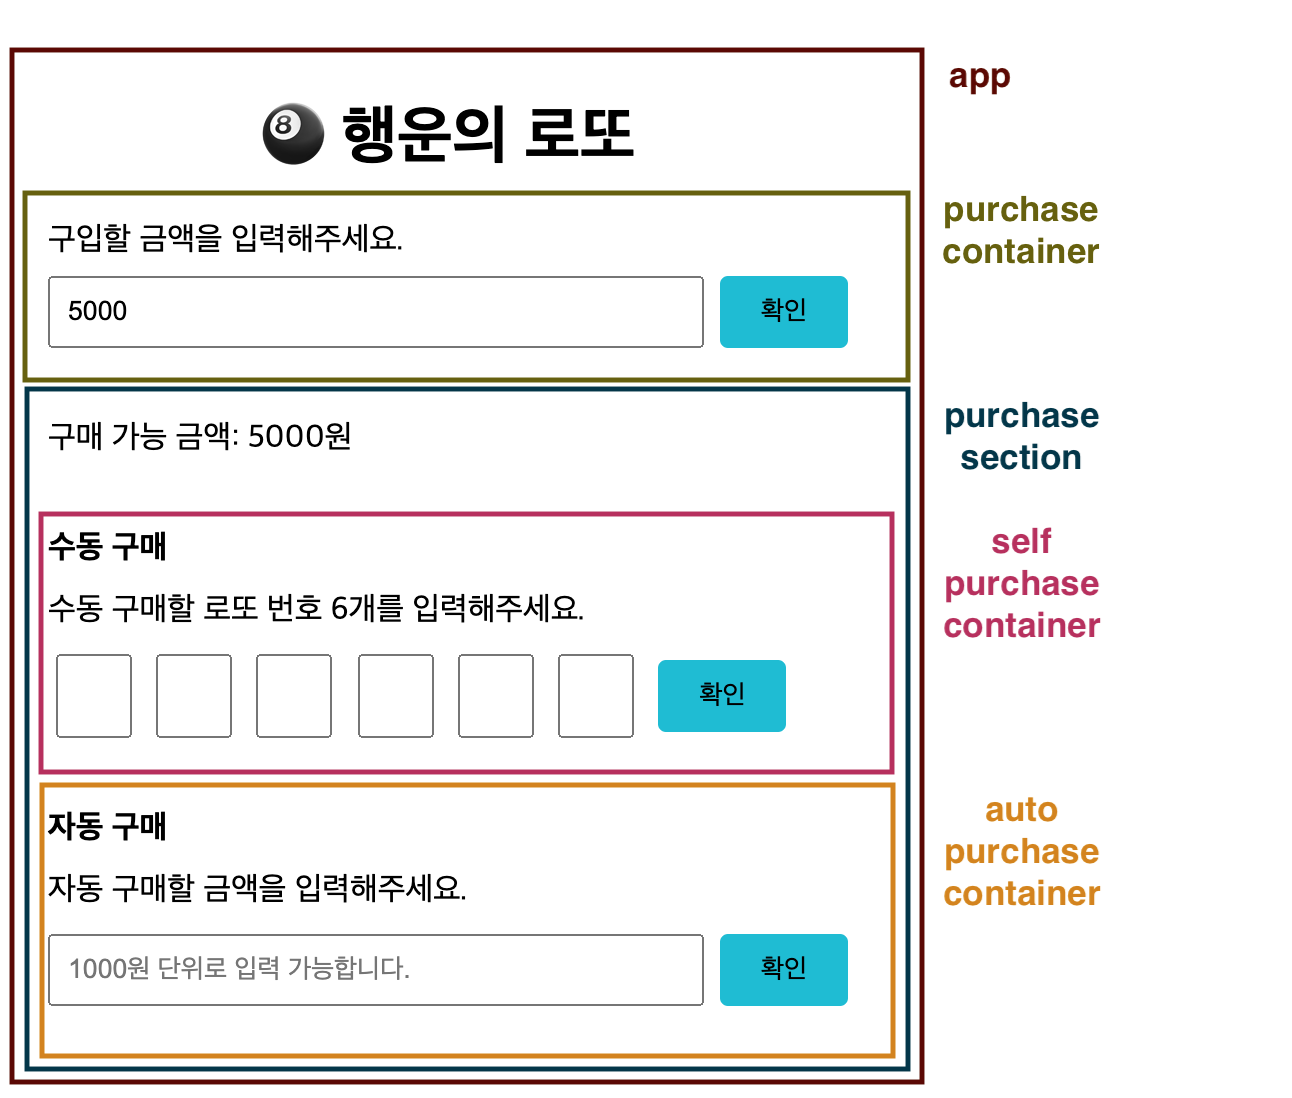 app
8 행운의 로또
purchase
container
구입할 금액을 입력해주세요.
5000
확인
purchase
section
구매 가능 금액: 5000원
self
purchase
container
수동 구매
수동 구매할 로또 번호 6개를 입력해주세요.
확인
auto
purchase
container
자동 구매
자동 구매할 금액을 입력해주세요.
1000원 단위로 입력 가능합니다.
확인